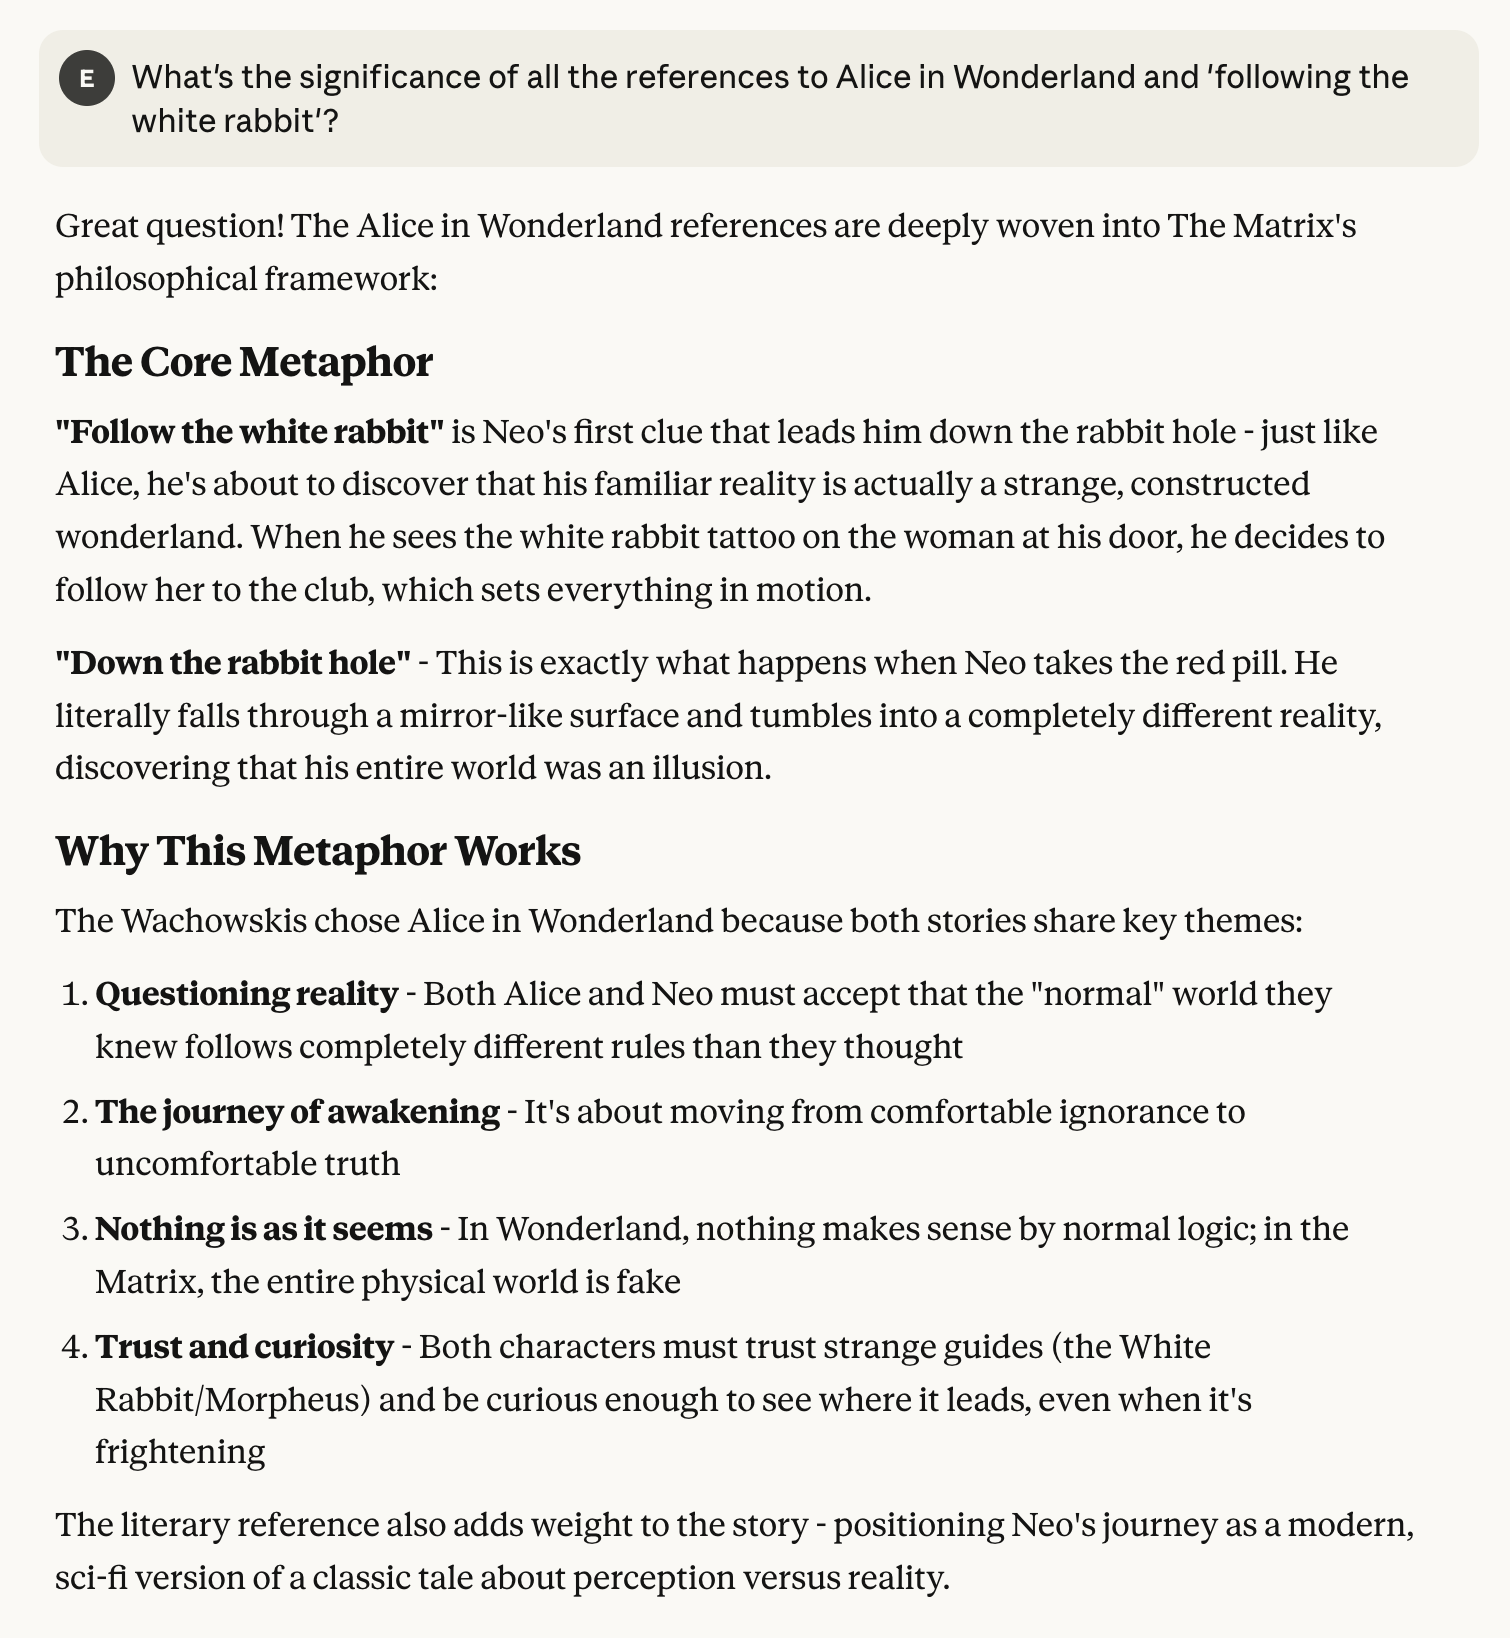 E
What's the significance of all the references to Alice in Wonderland and 'following the
white rabbit'?
Great question! The Alice in Wonderland references are deeply woven into The Matrix's
philosophical framework:
The Core Metaphor
"Follow the white rabbit" is Neo's first clue that leads him down the rabbit hole - just like
Alice, he's about to discover that his familiar reality is actually a strange, constructed
wonderland. When he sees the white rabbit tattoo on the woman at his door, he decides to
follow her to the club, which sets everything in motion.
"Down the rabbit hole" - This is exactly what happens when Neo takes the red pill. He
literally falls through a mirror-like surface and tumbles into a completely different reality,
discovering that his entire world was an illusion.
Why This Metaphor Works
The Wachowskis chose Alice in Wonderland because both stories share key themes:
1. Questioning reality - Both Alice and Neo must accept that the "normal" world they
knew follows completely different rules than they thought
2. The journey of awakening - It's about moving from comfortable ignorance to
uncomfortable truth
3. Nothing is as it seems - In Wonderland, nothing makes sense by normal logic; in the
Matrix, the entire physical world is fake
4. Trust and curiosity - Both characters must trust strange guides (the White
Rabbit/Morpheus) and be curious enough to see where it leads, even when it's
frightening
The literary reference also adds weight to the story - positioning Neo's journey as a modern,
sci-fi version of a classic tale about perception versus reality.